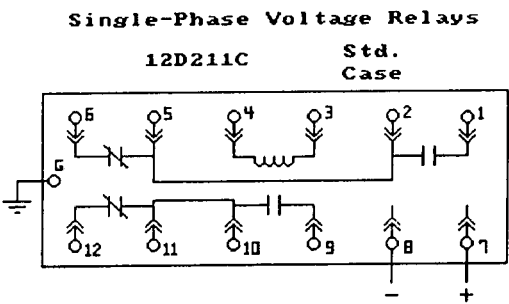 Single-Phase Voltage Relays
12D211C
Std.
Case
6 5 4 3 2 1
G
12 11 10 9 8 7
− +